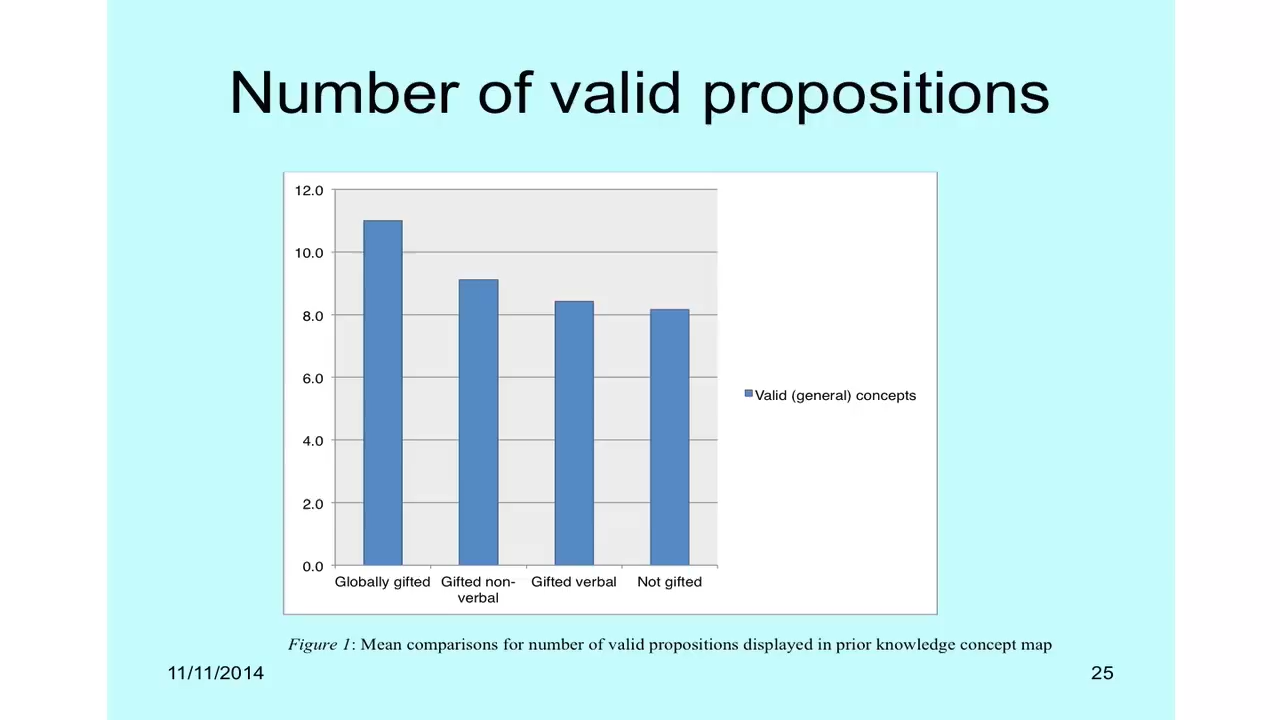 Number of valid propositions
12.0
10.0
8.0
6.0
4.0
2.0
0.0
Globally gifted
Gifted non-
verbal
Gifted verbal
Not gifted
Valid (general) concepts
Figure 1: Mean comparisons for number of valid propositions displayed in prior knowledge concept map
11/11/2014
25